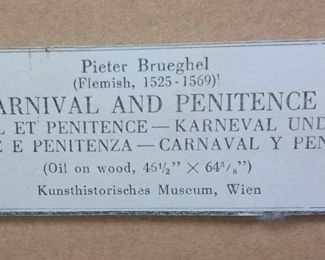 Pieter Brueghel
(Flemish, 1525-1569)
ARNIVAL AND PENITENCE
ET PENITENCE—KARNEVAL UND
E PENITENZA—CARNAVAL Y PEN
(Oil on wood, 46½" × 64⅜")
Kunsthistorisches Museum, Wien